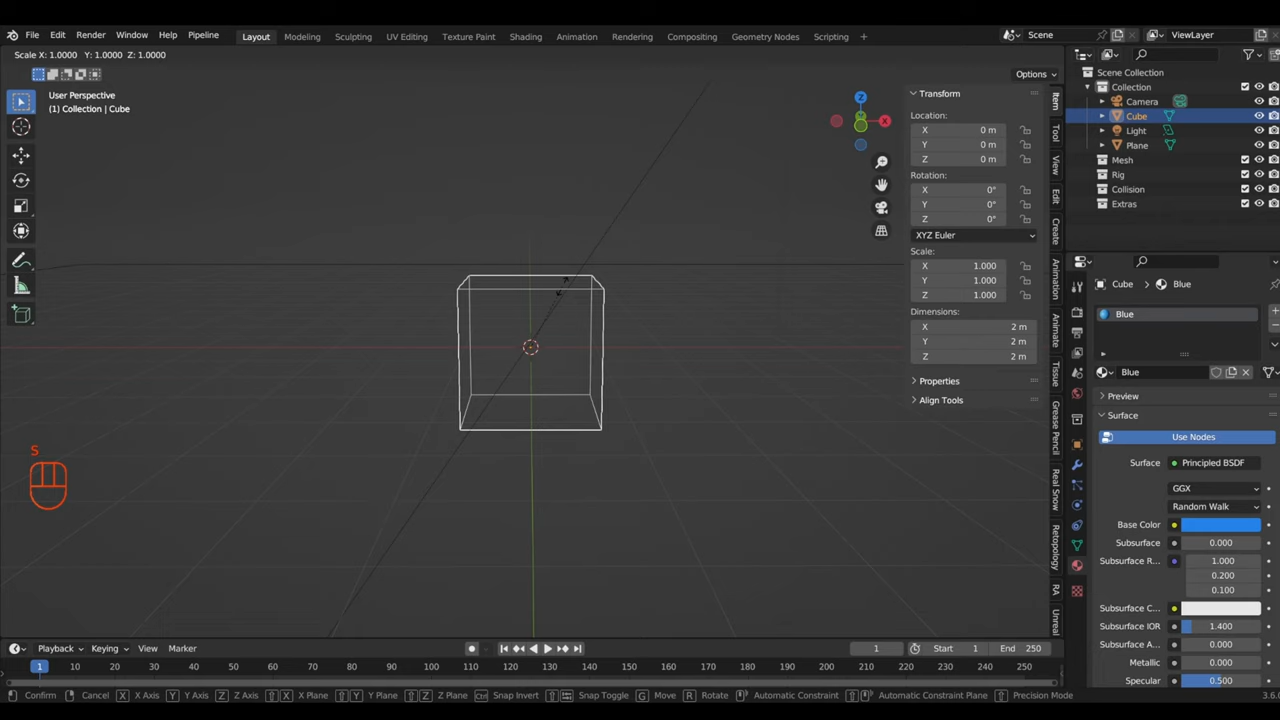 File Edit Render Window Help Pipeline Layout Modeling Sculpting UV Editing Texture Paint Shading Animation Rendering Compositing Geometry Nodes Scripting + Scene ViewLayer
Scale X: 1.0000 Y: 1.0000 Z: 1.0000
Options
User Perspective
(1) Collection | Cube
Z
X
Transform
Location:
X 0 m
Y 0 m
Z 0 m
Rotation:
X 0°
Y 0°
Z 0°
XYZ Euler
Scale:
X 1.000
Y 1.000
Z 1.000
Dimensions:
X 2 m
Y 2 m
Z 2 m
Properties
Align Tools
Item
Tool
View
Edit
Create
Animation
Animate
Tissue
Grease Pencil
Real Snow
Retopology
RA
Unreal
Scene Collection
Collection
Camera
Cube
Light
Plane
Mesh
Rig
Collision
Extras
Cube > Blue
Blue
Blue
Preview
Surface
Use Nodes
Surface Principled BSDF
GGX
Random Walk
Base Color
Subsurface 0.000
Subsurface R... 1.000
0.200
0.100
Subsurface C...
Subsurface IOR 1.400
Subsurface A... 0.000
Metallic 0.000
Specular 0.500
S
Playback Keying View Marker 1 Start 1 End 250
1 10 20 30 40 50 60 70 80 90 100 110 120 130 140 150 160 170 180 190 200 210 220 230 240 250
Confirm Cancel X X Axis Y Y Axis Z Z Axis X X Plane Y Y Plane Z Z Plane Ctrl Snap Invert Snap Toggle G Move R Rotate Automatic Constraint Automatic Constraint Plane Precision Mode 3.6.